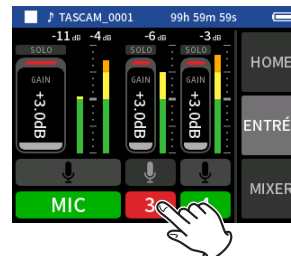 ♪ TASCAM_0001 99h 59m 59s
-11 dB -4 dB -6 dB -3 dB
SOLO SOLO SOLO
GAIN GAIN GAIN
+3.0dB +3.0dB +3.0dB
HOME
ENTRÉ
MIXER
MIC 3